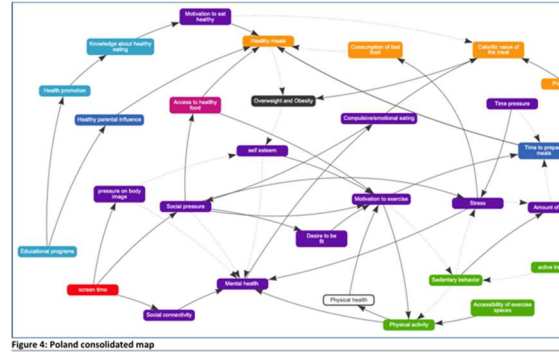 Motivation to eat
healthy
Knowledge about healthy
eating
Healthy meals
Consumption of fast
food
Calorific value of
the meal
Health promotion
Access to healthy
food
Overweight and Obesity
Time pressure
Healthy parental influence
Compulsive/emotional eating
Time to prepa
meals
self esteem
pressure on body
image
Social pressure
Motivation to exercise
Stress
Amount of
Desire to be
fit
Educational programs
Mental health
Sedentary behavior
active
screen time
Social connectivity
Physical health
Accessibility of exercise
spaces
Physical activity
Figure 4: Poland consolidated map